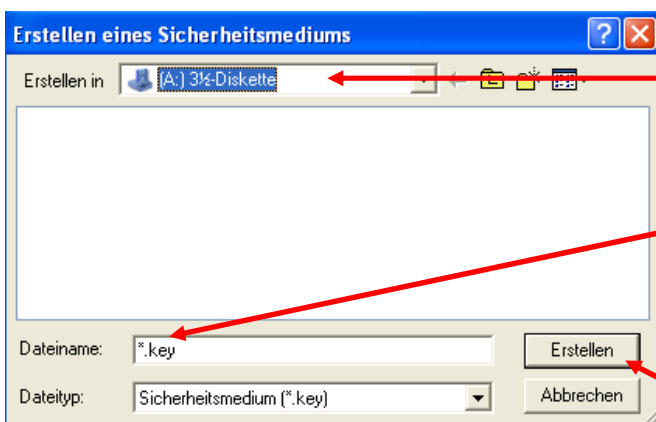 Erstellen eines Sicherheitsmediums
Erstellen in (A:) 3½-Diskette
Dateiname: *.key Erstellen
Dateityp: Sicherheitsmedium (*.key) Abbrechen